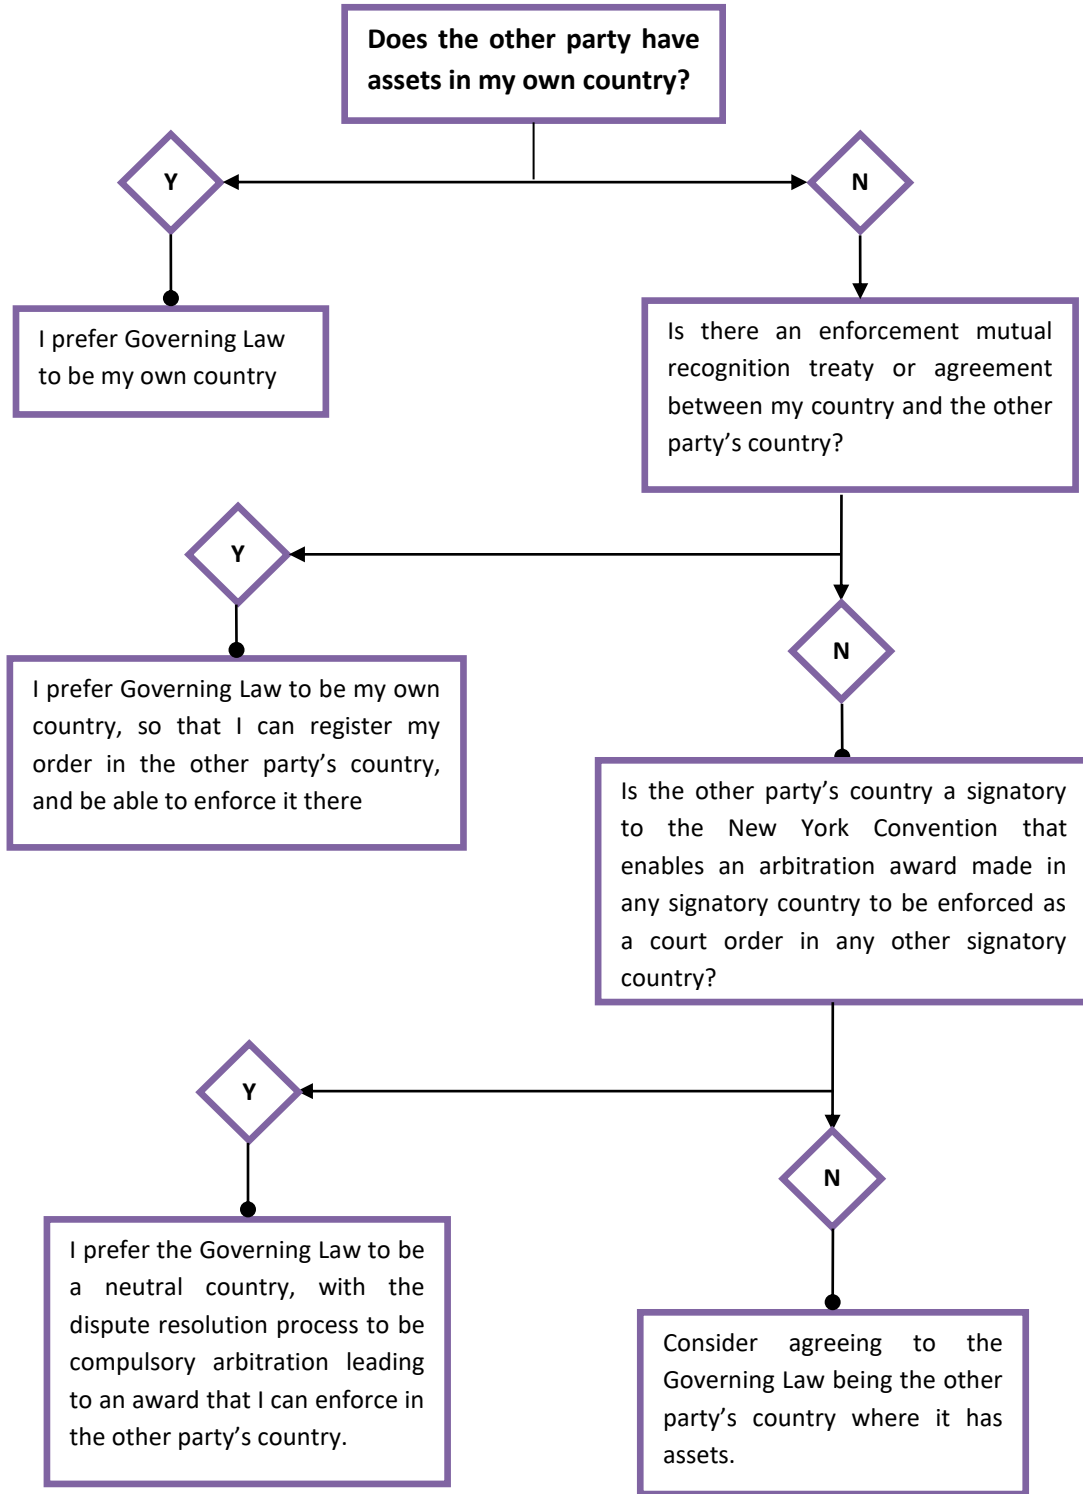 Does the other party have
assets in my own country?
Y
N
I prefer Governing Law
to be my own country
Is there an enforcement mutual
recognition treaty or agreement
between my country and the other
party’s country?
Y
N
I prefer Governing Law to be my own
country, so that I can register my
order in the other party’s country,
and be able to enforce it there
Is the other party’s country a signatory
to the New York Convention that
enables an arbitration award made in
any signatory country to be enforced as
a court order in any other signatory
country?
Y
N
I prefer the Governing Law to be
a neutral country, with the
dispute resolution process to be
compulsory arbitration leading
to an award that I can enforce in
the other party’s country.
Consider agreeing to the
Governing Law being the other
party’s country where it has
assets.